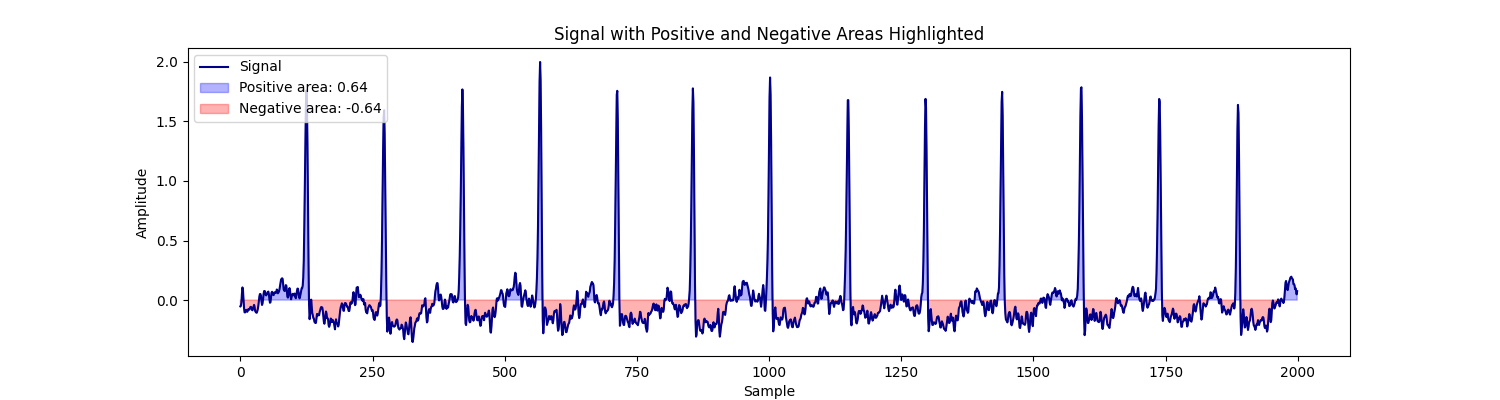 Signal with Positive and Negative Areas Highlighted
Signal
Positive area: 0.64
Negative area: -0.64
2.0
1.5
1.0
0.5
0.0
Amplitude
0 250 500 750 1000 1250 1500 1750 2000
Sample